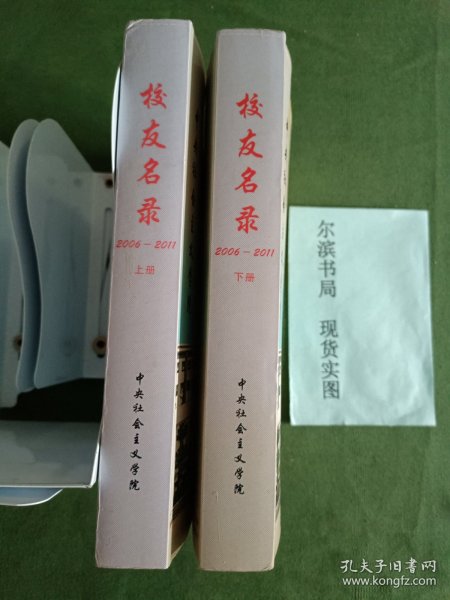 校友名录
2006-2011
上册
中央社会主义学院
校友名录
2006-2011
下册
中央社会主义学院
尔滨书局
现货实图
孔夫子旧书网
www.kongfz.com